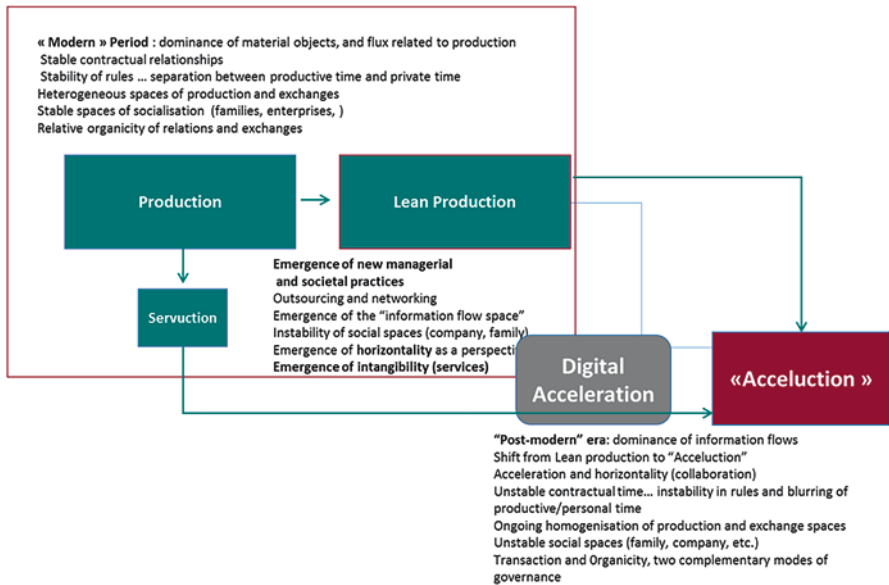 « Modern » Period : dominance of material objects, and flux related to production
Stable contractual relationships
Stability of rules … separation between productive time and private time
Heterogeneous spaces of production and exchanges
Stable spaces of socialisation (families, enterprises, )
Relative organicity of relations and exchanges
Production
Lean Production
Servuction
Emergence of new managerial
and societal practices
Outsourcing and networking
Emergence of the “information flow space”
Instability of social spaces (company, family)
Emergence of horizontality as a perspecti
Emergence of intangibility (services)
Digital
Acceleration
«Acceluction »
“Post-modern” era: dominance of information flows
Shift from Lean production to “Acceluction”
Acceleration and horizontality (collaboration)
Unstable contractual time… instability in rules and blurring of
productive/personal time
Ongoing homogenisation of production and exchange spaces
Unstable social spaces (family, company, etc.)
Transaction and Organicity, two complementary modes of
governance